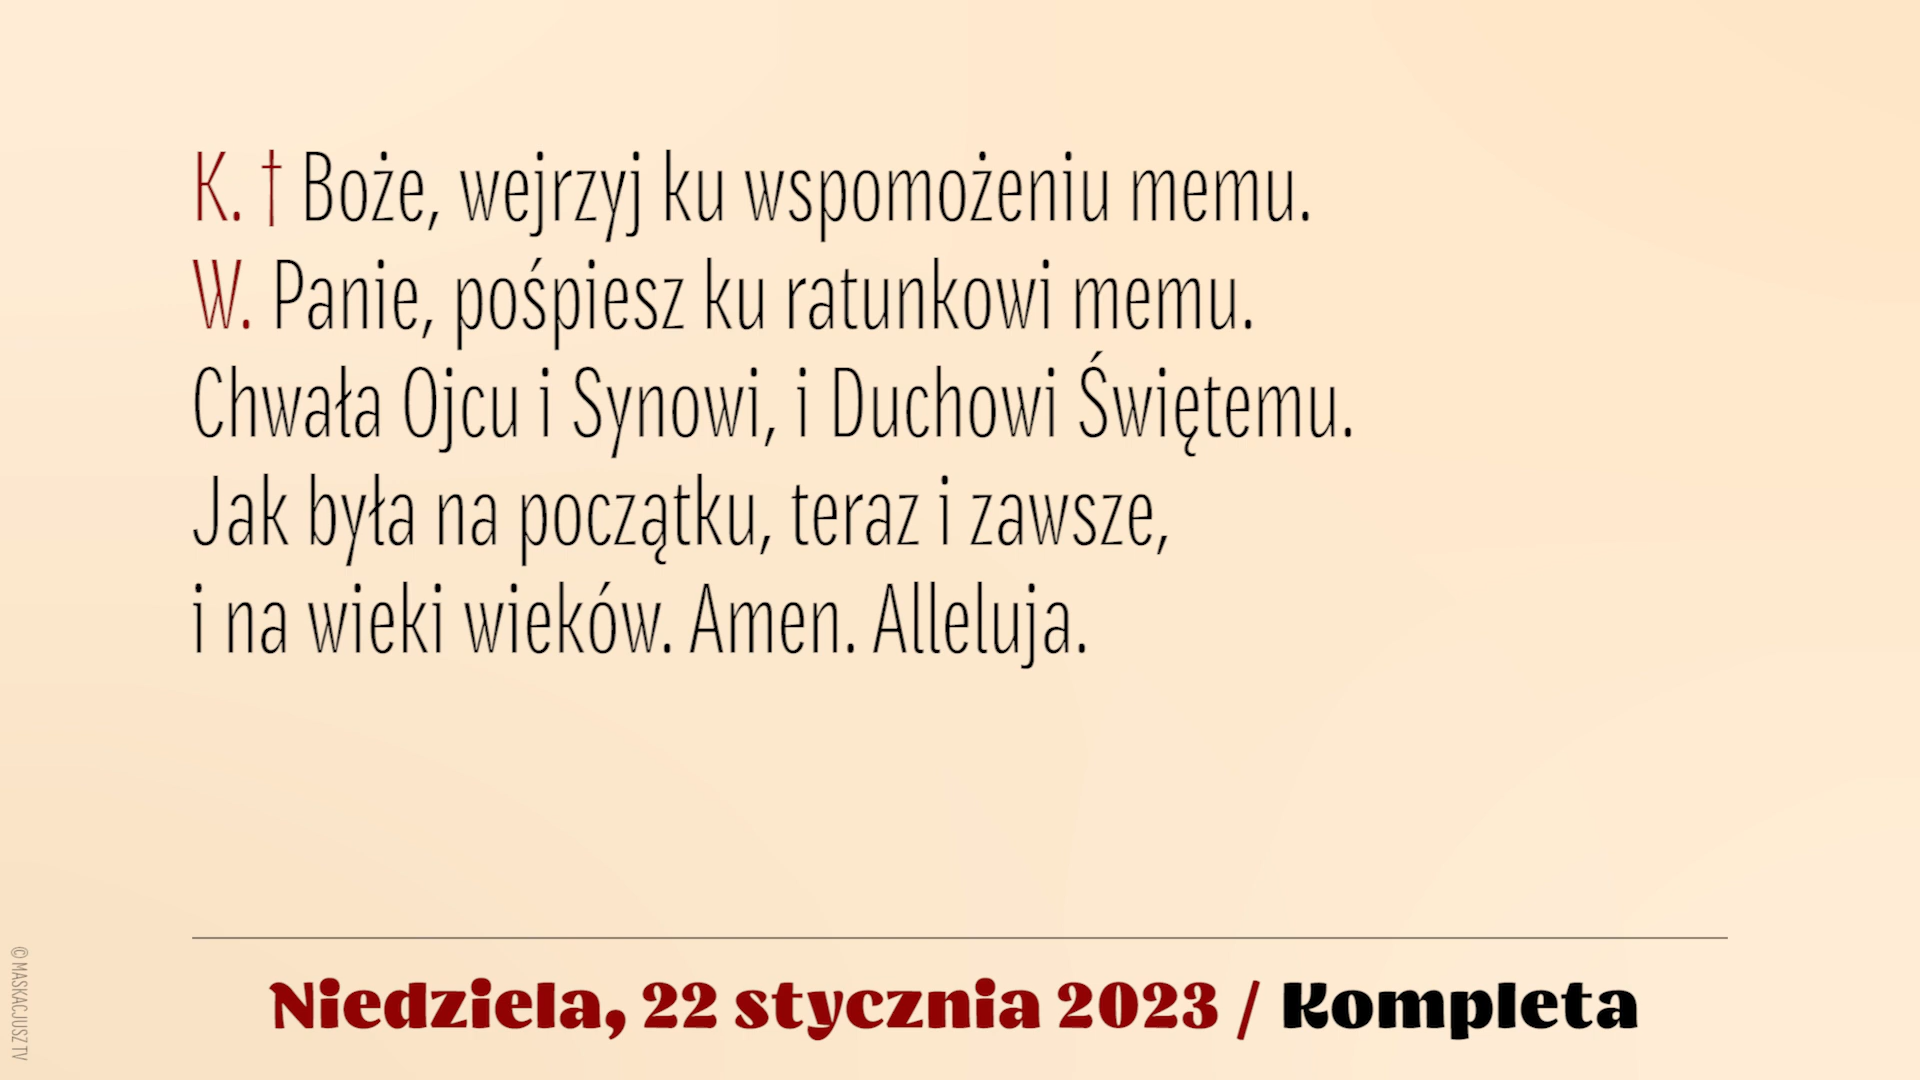 K. † Boże, wejrzyj ku wspomożeniu memu.
W. Panie, pośpiesz ku ratunkowi memu.
Chwała Ojcu i Synowi, i Duchowi Świętemu.
Jak była na początku, teraz i zawsze,
i na wieki wieków. Amen. Alleluja.
Niedziela, 22 stycznia 2023 / Kompleta
© MASKACJUSZ TV